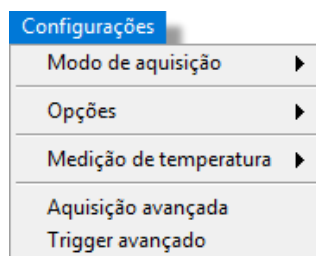 Configurações
Modo de aquisição
Opções
Medição de temperatura
Aquisição avançada
Trigger avançado